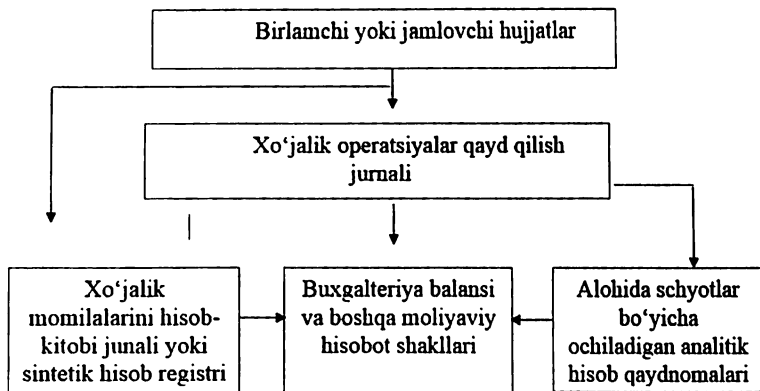 Birlamchi yoki jamlovchi hujjatlar
Xo‘jalik operatsiyalar qayd qilish
jurnali
Xo‘jalik
momilalarini hisob-
kitobi junali yoki
sintetik hisob registri
Buxgalteriya balansi
va boshqa moliyaviy
hisobot shakllari
Alohida schyotlar
bo‘yicha
ochiladigan analitik
hisob qaydnomalari